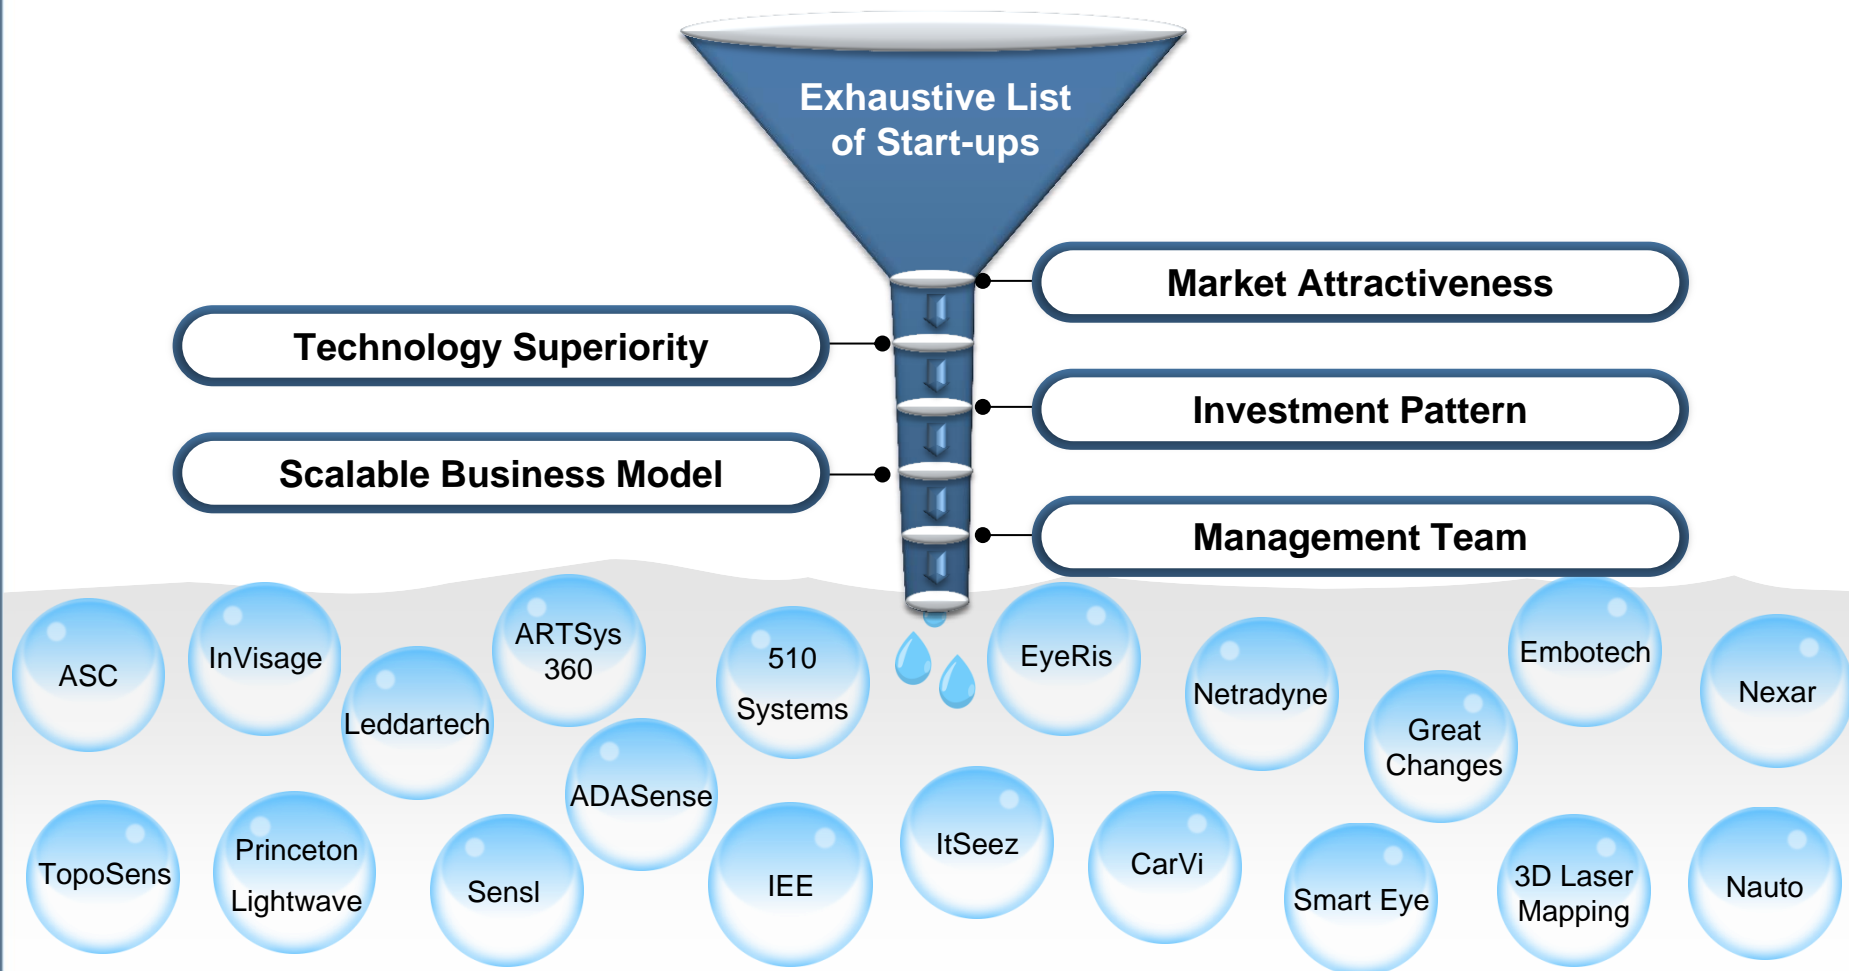 Exhaustive List
of Start-ups
Market Attractiveness
Technology Superiority
Investment Pattern
Scalable Business Model
Management Team
ASC
InVisage
Leddartech
ARTSys
360
510
Systems
EyeRis
Netradyne
Great
Changes
Embotech
Nexar
TopoSens
Princeton
Lightwave
Sensl
ADASense
IEE
ItSeez
CarVi
Smart Eye
3D Laser
Mapping
Nauto